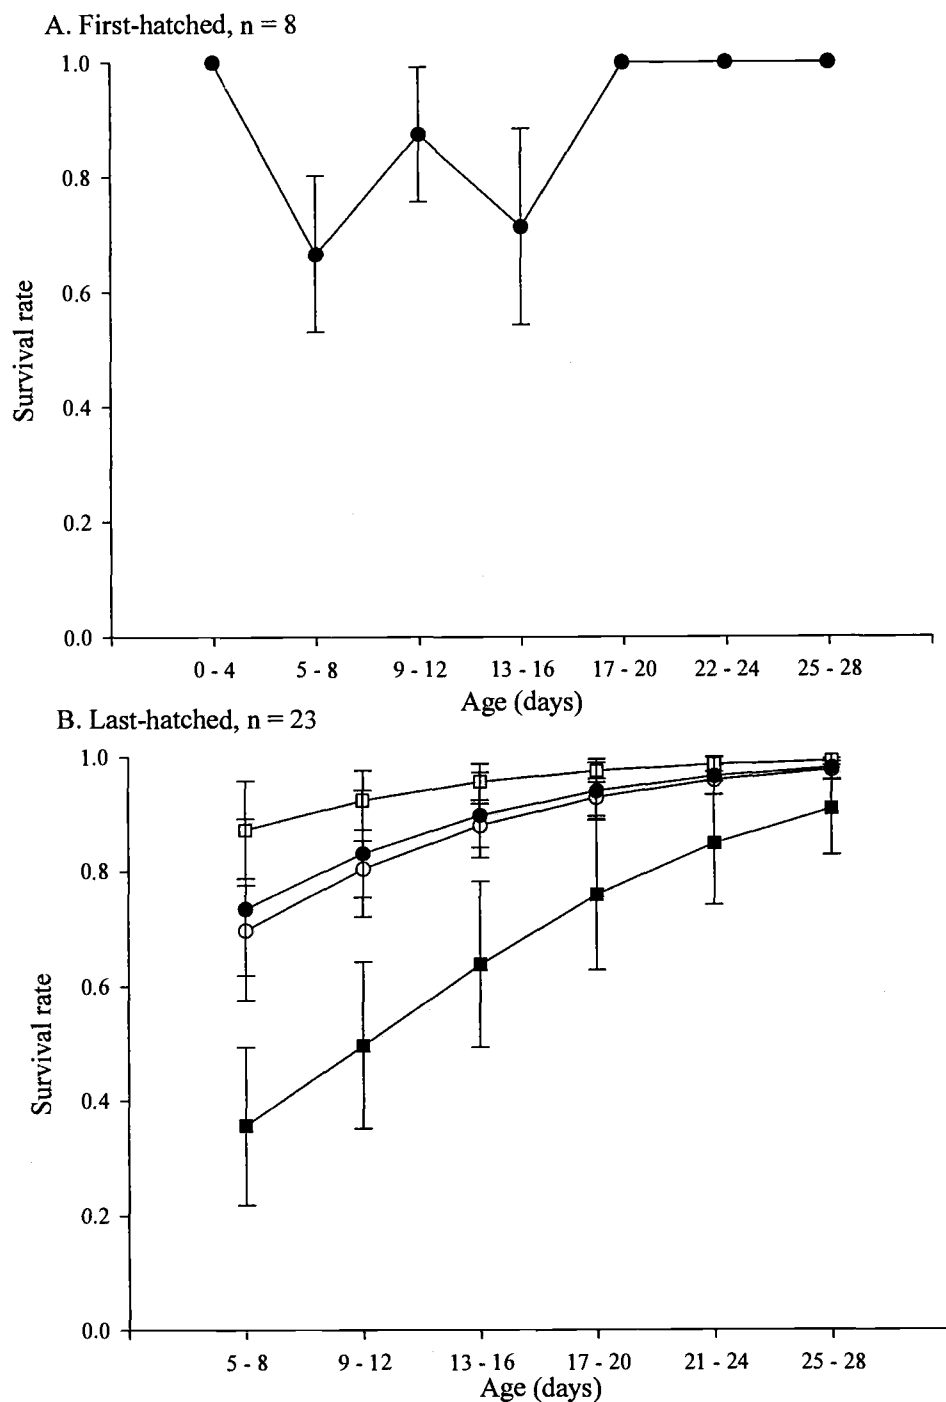 A. First-hatched, n = 8
1.0
0.8
0.6
0.4
0.2
0.0
Survival rate
0 - 4 5 - 8 9 - 12 13 - 16 17 - 20 22 - 24 25 - 28
Age (days)
B. Last-hatched, n = 23
1.0
0.8
0.6
0.4
0.2
0.0
Survival rate
5 - 8 9 - 12 13 - 16 17 - 20 21 - 24 25 - 28
Age (days)